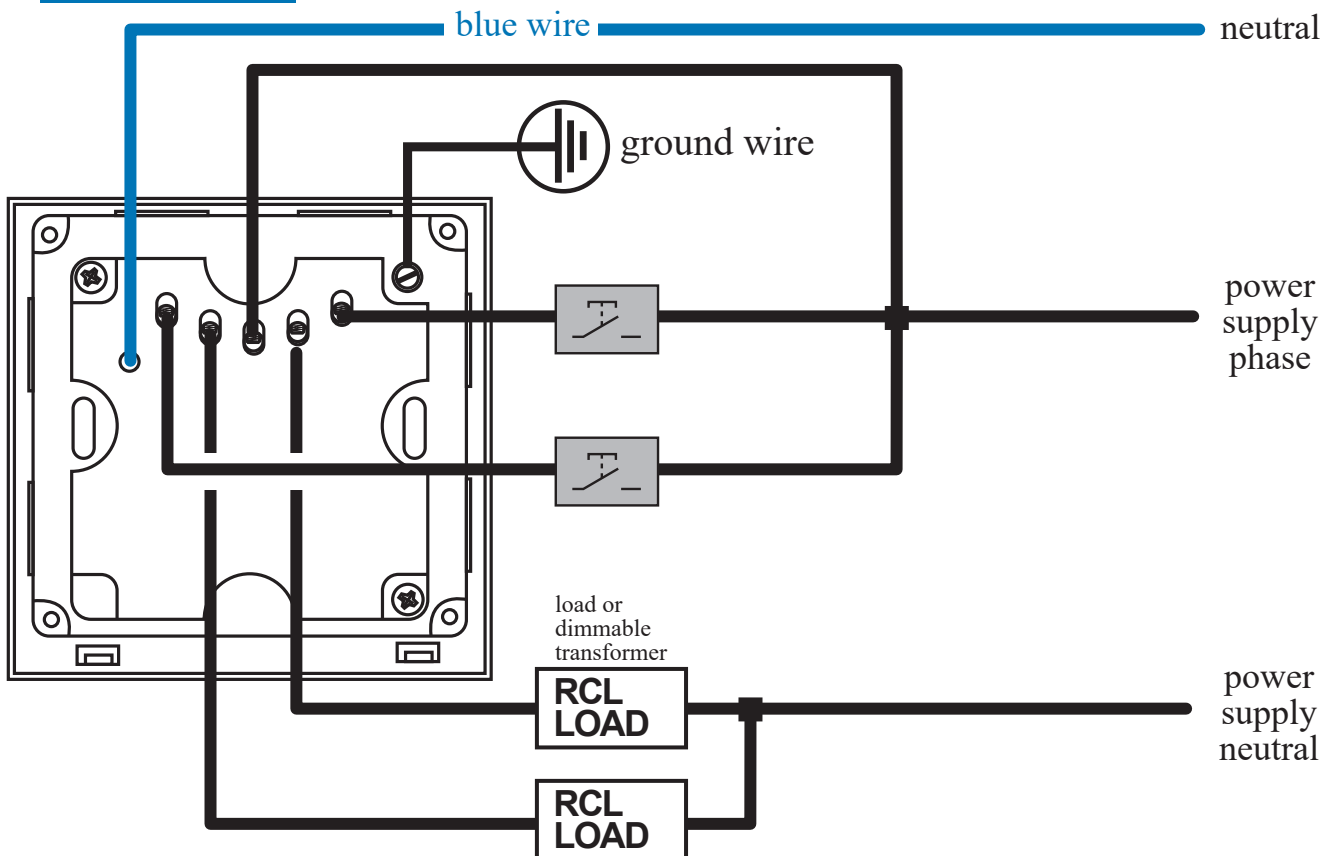 blue wire
neutral
ground wire
power
supply
phase
load or
dimmable
transformer
RCL
LOAD
power
supply
neutral
RCL
LOAD